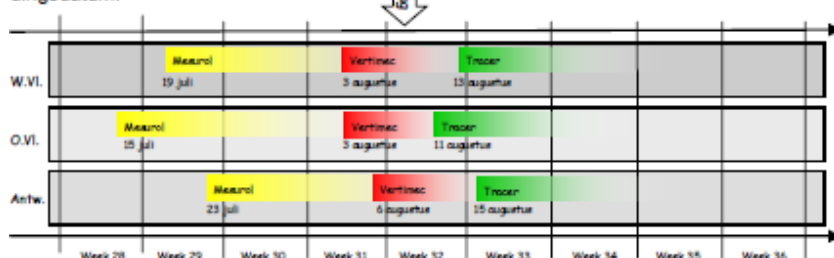 Mesurol Vertimec Tracer
W.Vl.
19 juli 3 augustus 13 augustus
Mesurol Vertimec Tracer
O.Vl.
15 juli 3 augustus 11 augustus
Mesurol Vertimec Tracer
Antw.
23 juli 6 augustus 15 augustus
Week 28 Week 29 Week 30 Week 31 Week 32 Week 33 Week 34 Week 35 Week 36